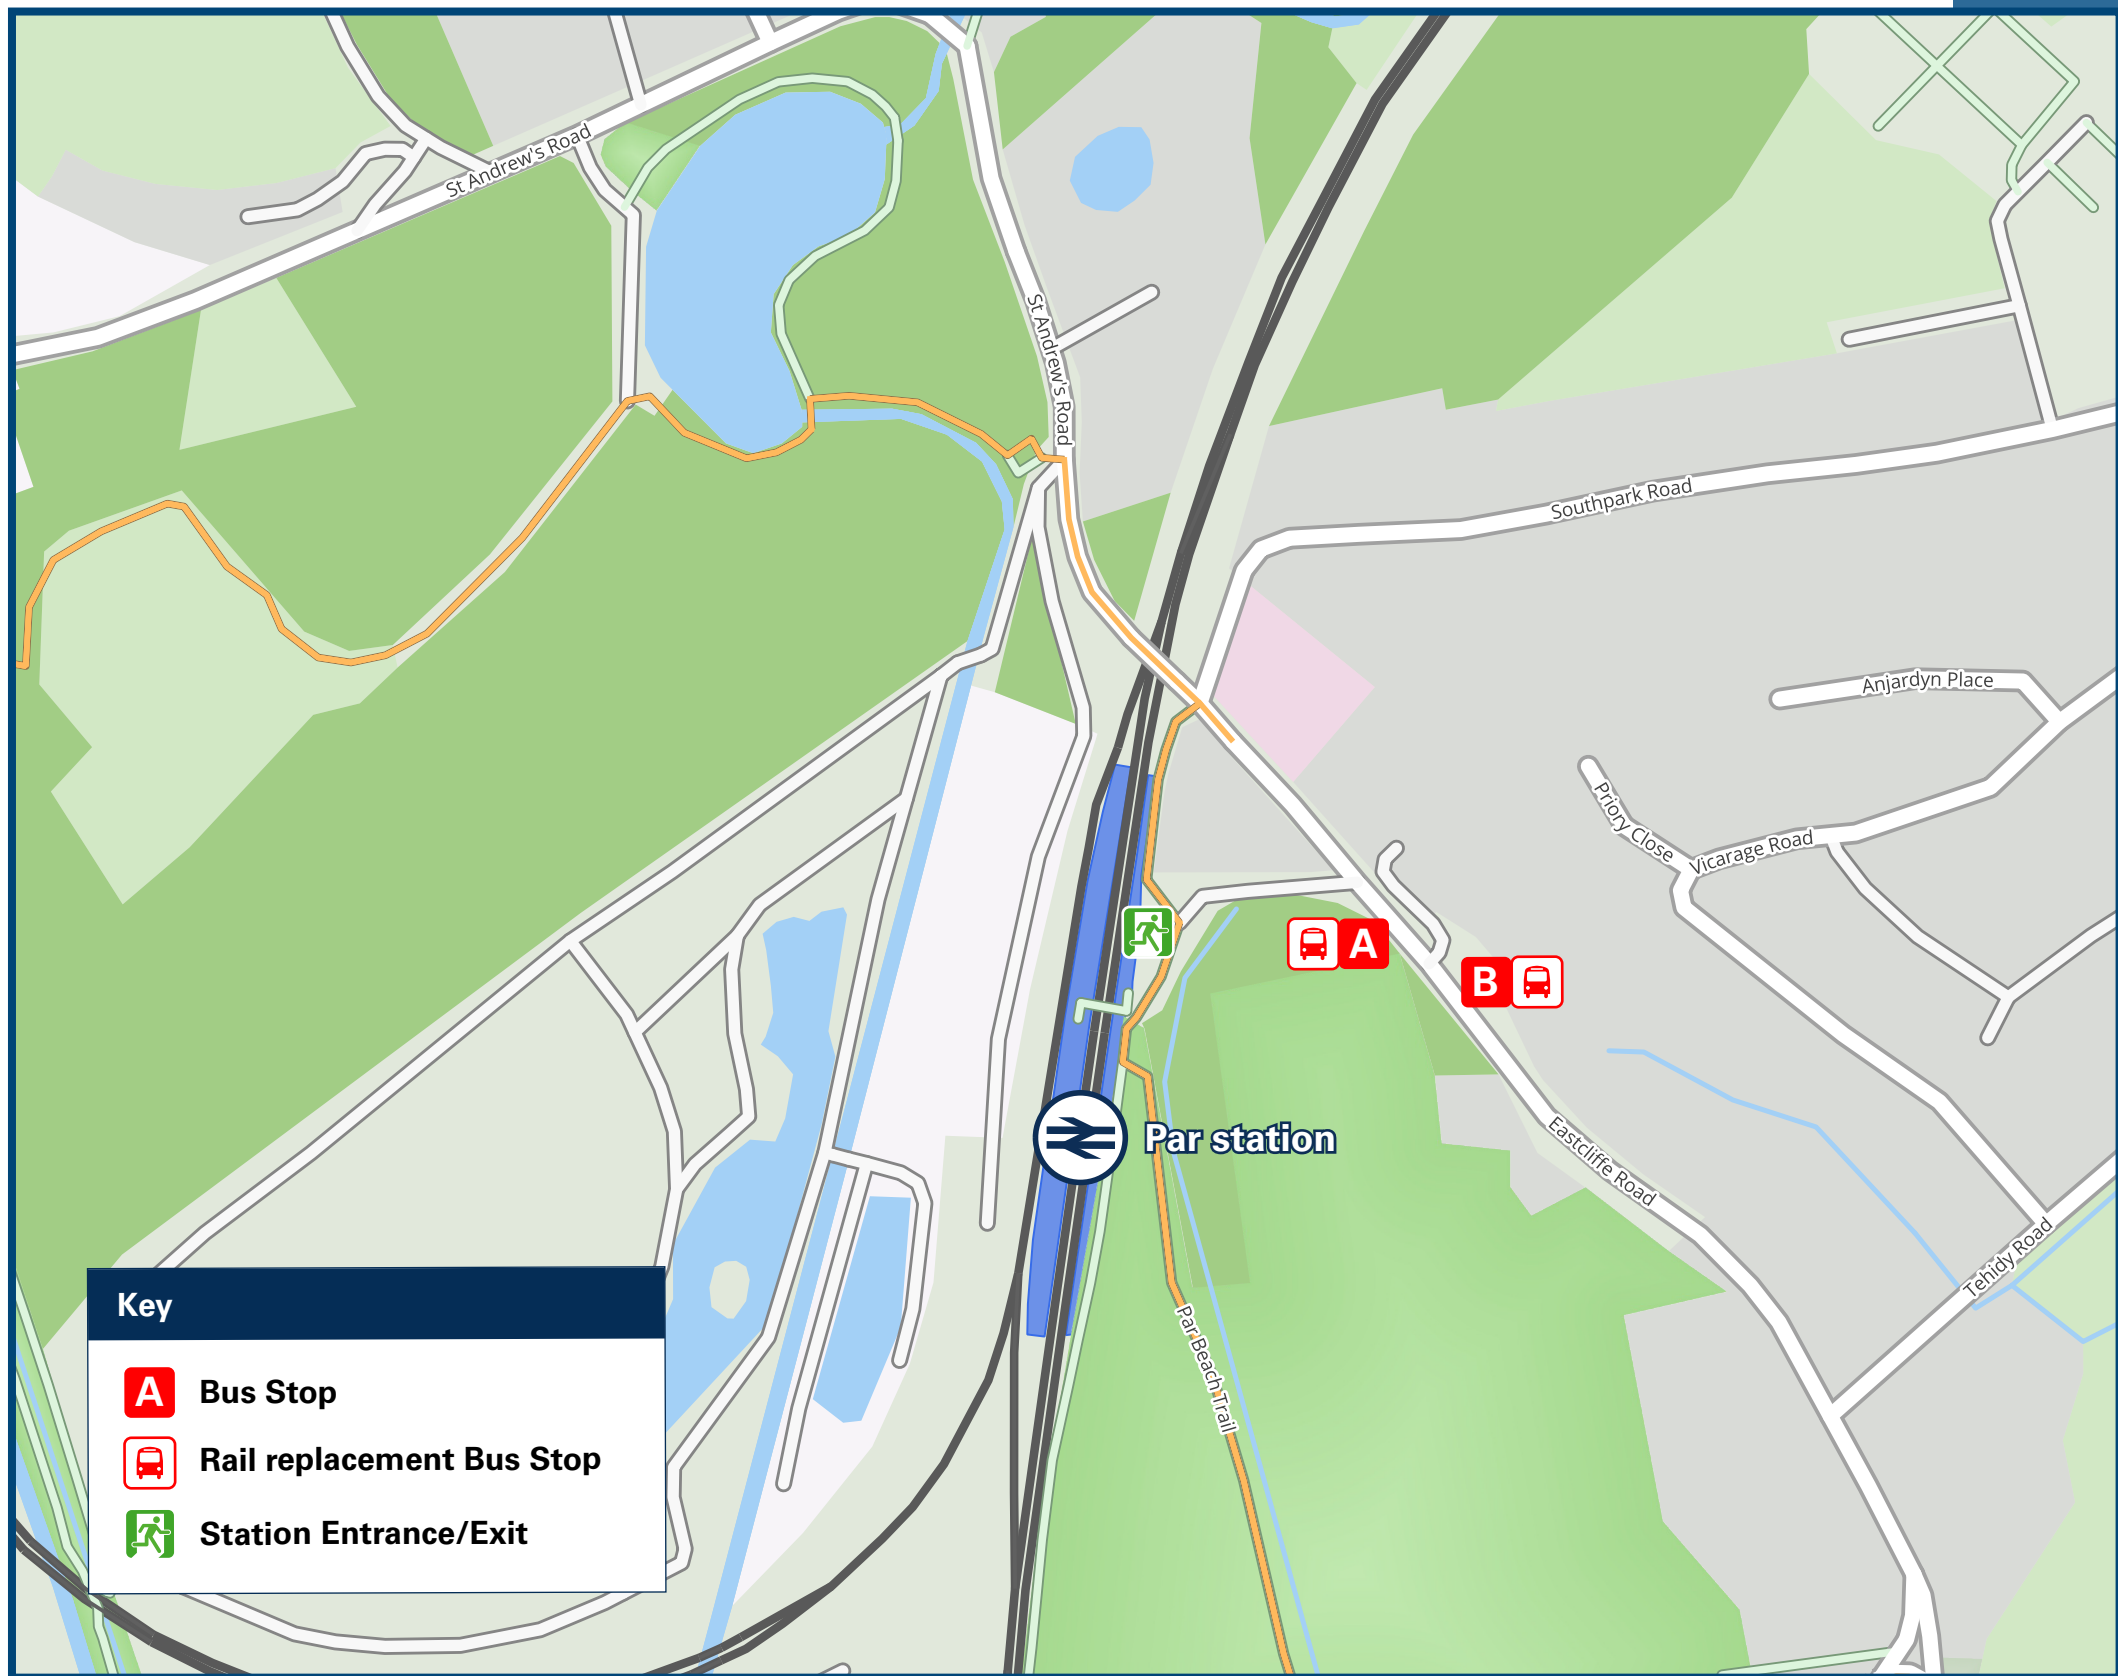 St Andrew's Road
St Andrew's Road
Southpark Road
Anjardyn Place
Priory Close
Vicarage Road
A
B
Par station
Eastcliffe Road
Tehidy Road
Par Beach Trail
Key
A Bus Stop
Rail replacement Bus Stop
Station Entrance/Exit